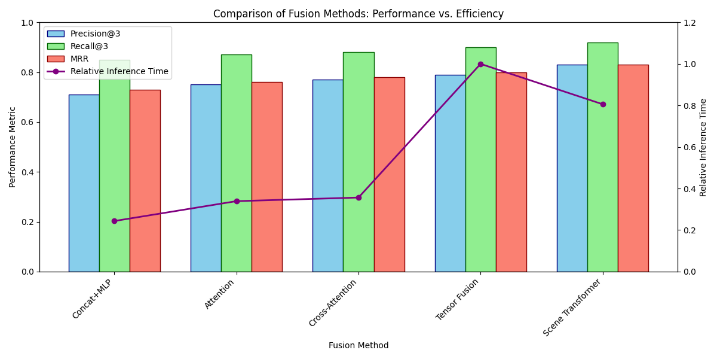 Comparison of Fusion Methods: Performance vs. Efficiency
Precision@3
Recall@3
MRR
Relative Inference Time
Performance Metric
1.0
0.8
0.6
0.4
0.2
0.0
Relative Inference Time
1.2
1.0
0.8
0.6
0.4
0.2
0.0
Concat+MLP
Attention
Cross-Attention
Tensor Fusion
Scene Transformer
Fusion Method